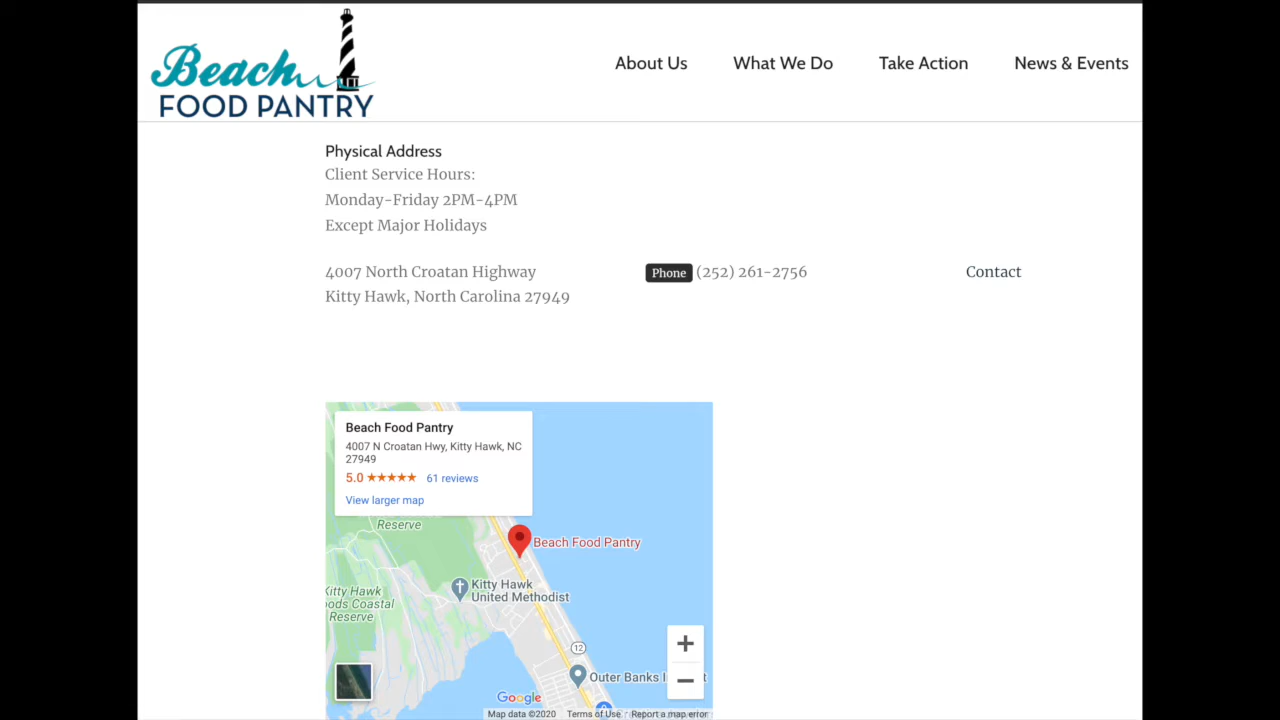 Beach
FOOD PANTRY
About Us What We Do Take Action News & Events
Physical Address
Client Service Hours:
Monday-Friday 2PM-4PM
Except Major Holidays
4007 North Croatan Highway
Kitty Hawk, North Carolina 27949
Phone (252) 261-2756
Contact
Beach Food Pantry
4007 N Croatan Hwy, Kitty Hawk, NC
27949
5.0 ★★★★★ 61 reviews
View larger map
Reserve
Beach Food Pantry
Kitty Hawk
United Methodist
Kitty Hawk
Coastal
Reserve
12
Outer Banks
Google
Map data ©2020 Terms of Use Report a map error